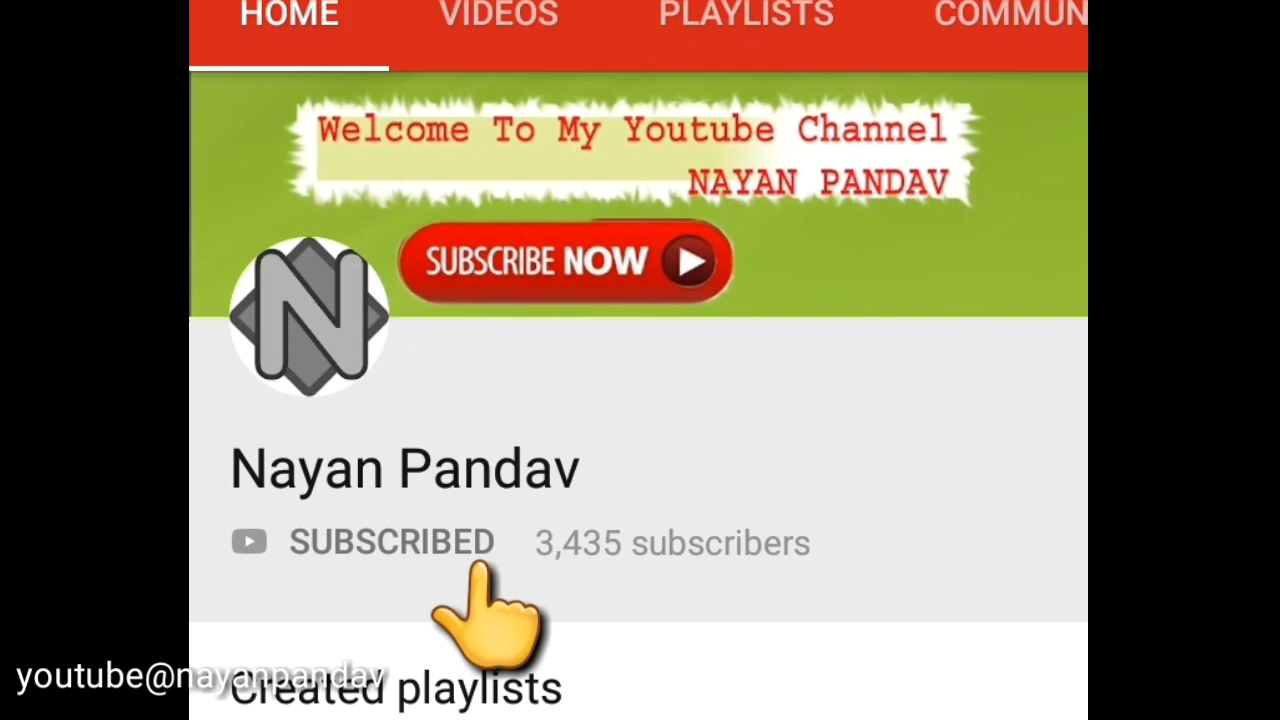 HOME VIDEOS PLAYLISTS COMMUN
Welcome To My Youtube Channel
NAYAN PANDAV
SUBSCRIBE NOW
N
Nayan Pandav
SUBSCRIBED 3,435 subscribers
youtube@nayanpandav
Created playlists